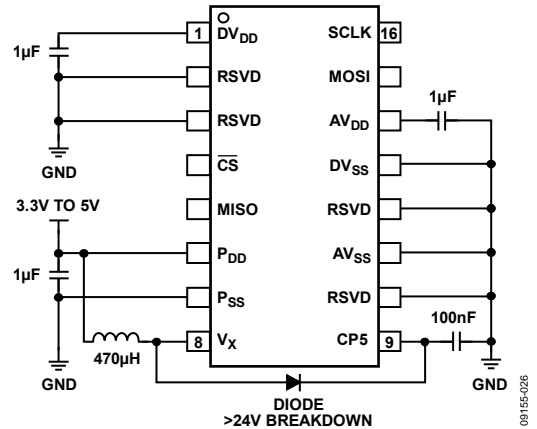 1 DVDD SCLK 16
1µF
RSVD MOSI
1µF
RSVD AVDD
GND CS DVSS
3.3V TO 5V MISO RSVD
1µF PDD AVSS
PSS RSVD
100nF
8 VX CP5 9
470µH
GND GND
DIODE
>24V BREAKDOWN
09155-026